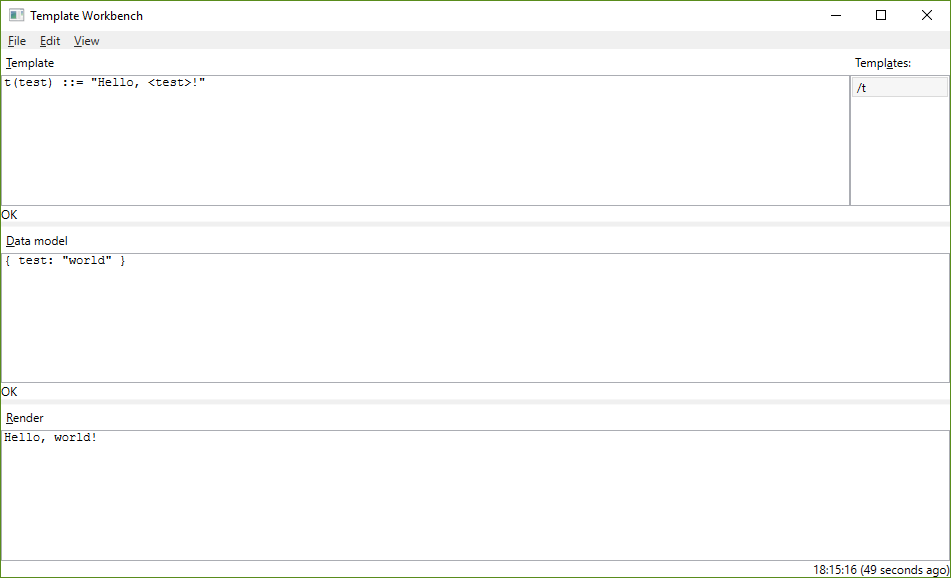 Template Workbench
File Edit View
Template Templates:
t(test) ::= "Hello, <test>!" /t
OK
Data model
{ test: "world" }
OK
Render
Hello, world!
18:15:16 (49 seconds ago)